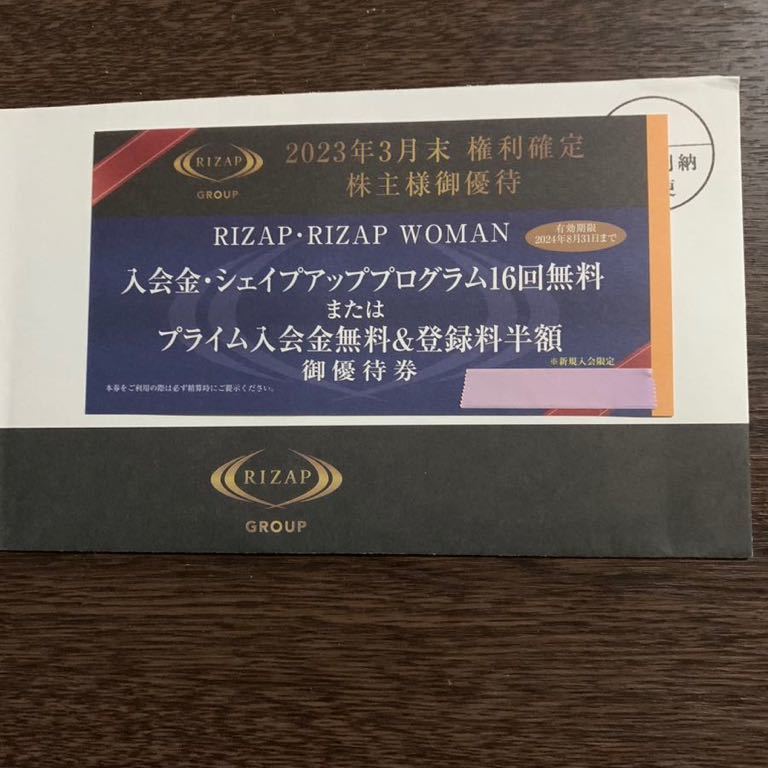 RIZAP
GROUP
2023年3月末 権利確定
株主様御優待
RIZAP・RIZAP WOMAN
有効期限
2024年8月31日まで
入会金・シェイプアッププログラム16回無料
または
プライム入会金無料&登録料半額
※新規入会限定
御優待券
本券をご利用の際は必ず精算時にご提示ください。
納
RIZAP
GROUP